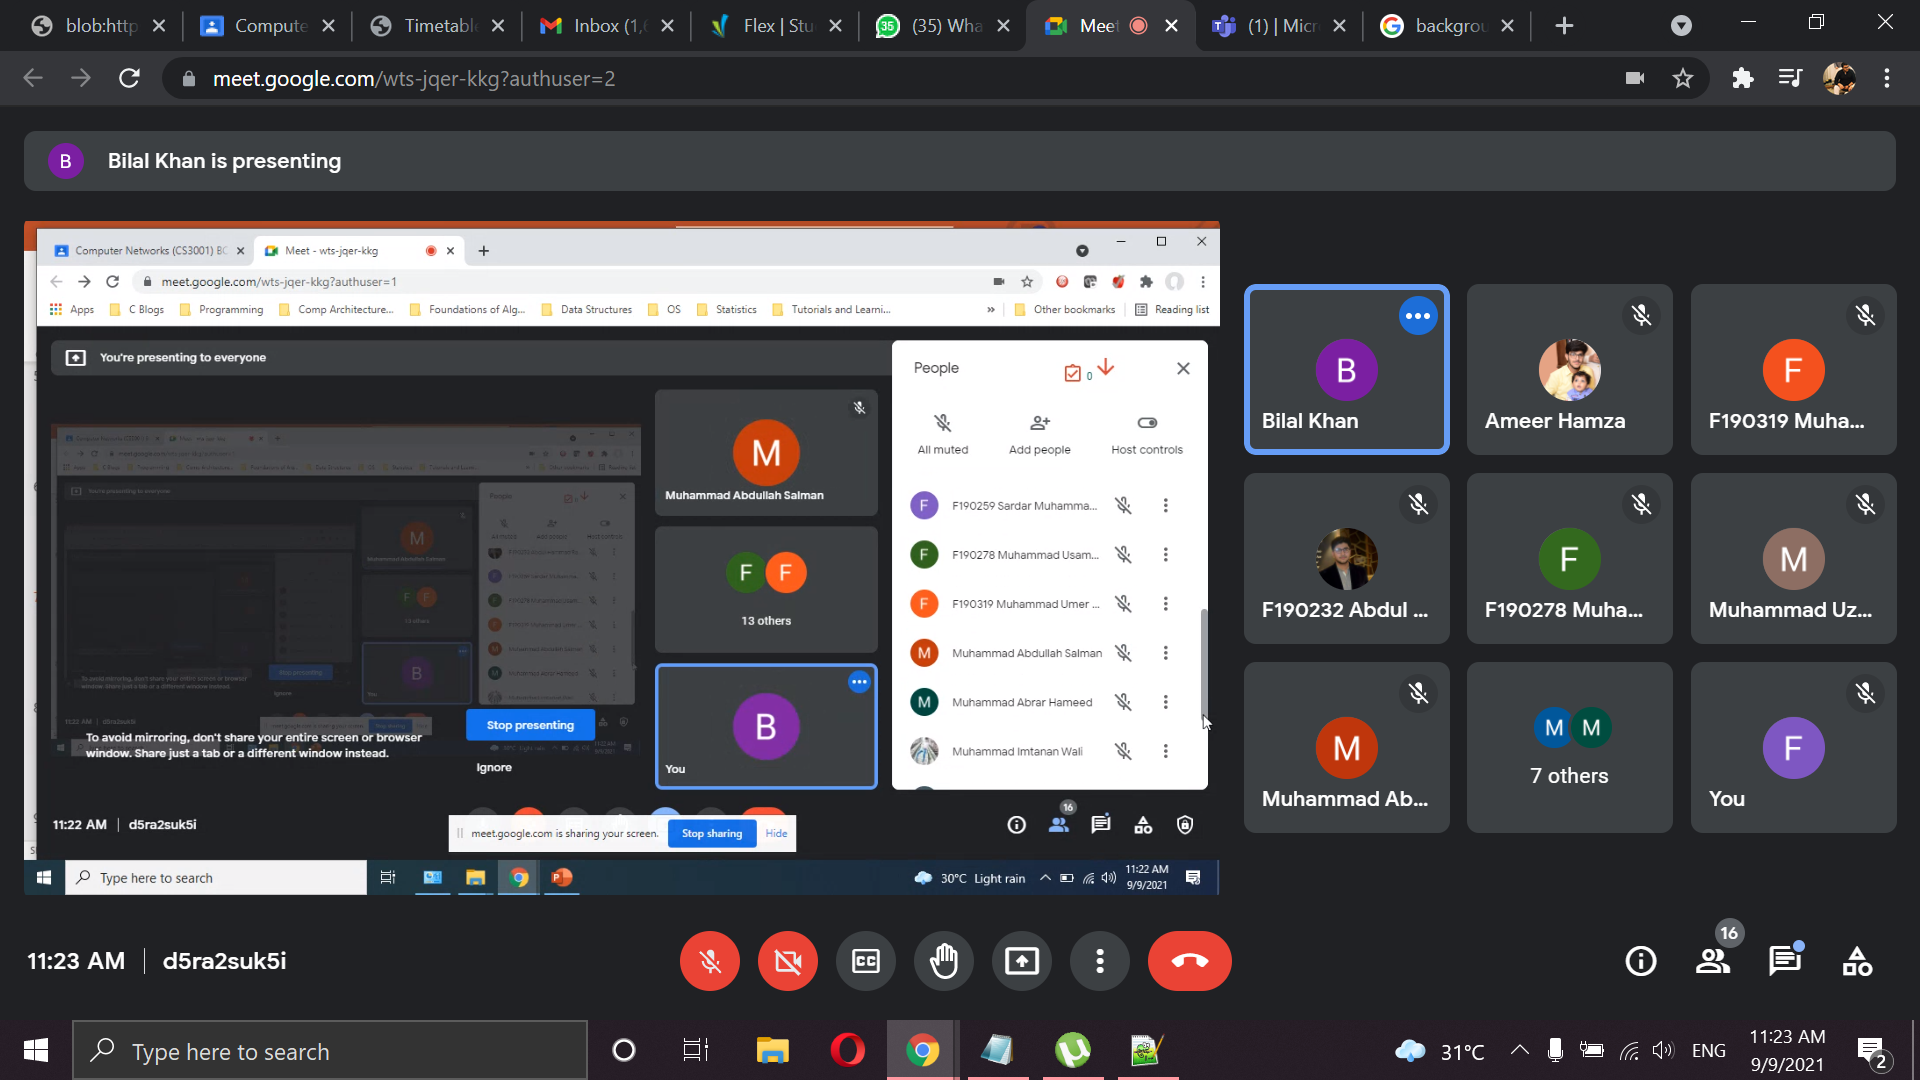 blob:http
Compute
Timetabl
Inbox (1,6
Flex | Stu
(35) Wha
Meet
(1) | Micr
backgrou
meet.google.com/wts-jqer-kkg?authuser=2
B Bilal Khan is presenting
Computer Networks (CS3001) BC
Meet - wts-jqer-kkg
meet.google.com/wts-jqer-kkg?authuser=1
Apps C Blogs Programming Comp Architecture... Foundations of Alg... Data Structures OS Statistics Tutorials and Learni... » Other bookmarks Reading list
You're presenting to everyone
People
0
All muted
Add people
Host controls
F F190259 Sardar Muhamma...
F F190278 Muhammad Usam...
F F190319 Muhammad Umer ...
M Muhammad Abdullah Salman
M Muhammad Abrar Hameed
Muhammad Imtanan Wali
M
Muhammad Abdullah Salman
F F
13 others
B
You
Stop presenting
Ignore
To avoid mirroring, don't share your entire screen or browser
window. Share just a tab or a different window instead.
11:22 AM | d5ra2suk5i
meet.google.com is sharing your screen. Stop sharing Hide
16
Type here to search
30°C Light rain
11:22 AM
9/9/2021
B
Bilal Khan
Ameer Hamza
F
F190319 Muha...
F190232 Abdul ...
F
F190278 Muha...
M
Muhammad Uz...
M
Muhammad Ab...
M M
7 others
F
You
11:23 AM | d5ra2suk5i
CC
16
Type here to search
31°C
ENG
11:23 AM
9/9/2021
2